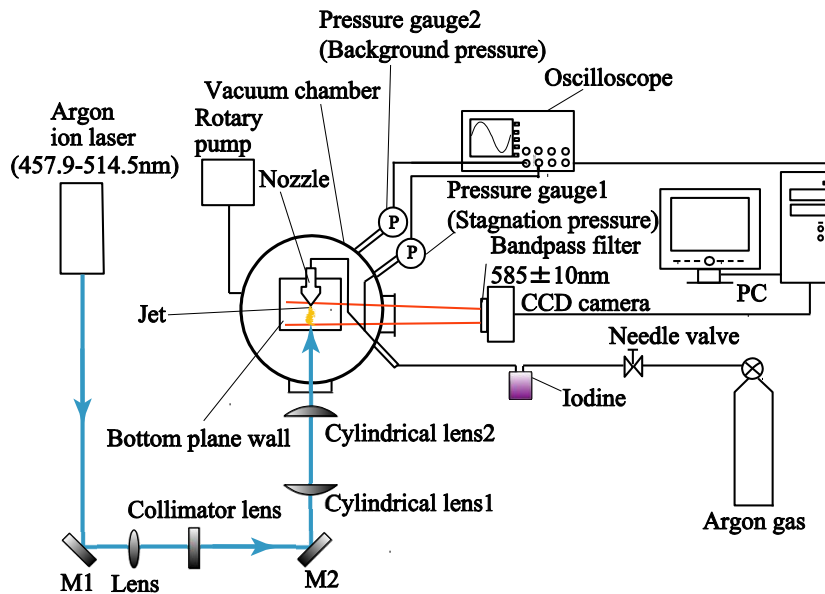 Pressure gauge2
(Background pressure)
Oscilloscope
Vacuum chamber
Argon
ion laser
(457.9-514.5nm)
Rotary
pump
Nozzle
Pressure gauge1
(Stagnation pressure)
P
P
Bandpass filter
585±10nm
CCD camera
PC
Jet
Needle valve
Iodine
Bottom plane wall
Cylindrical lens2
Cylindrical lens1
Collimator lens
Argon gas
M1
Lens
M2